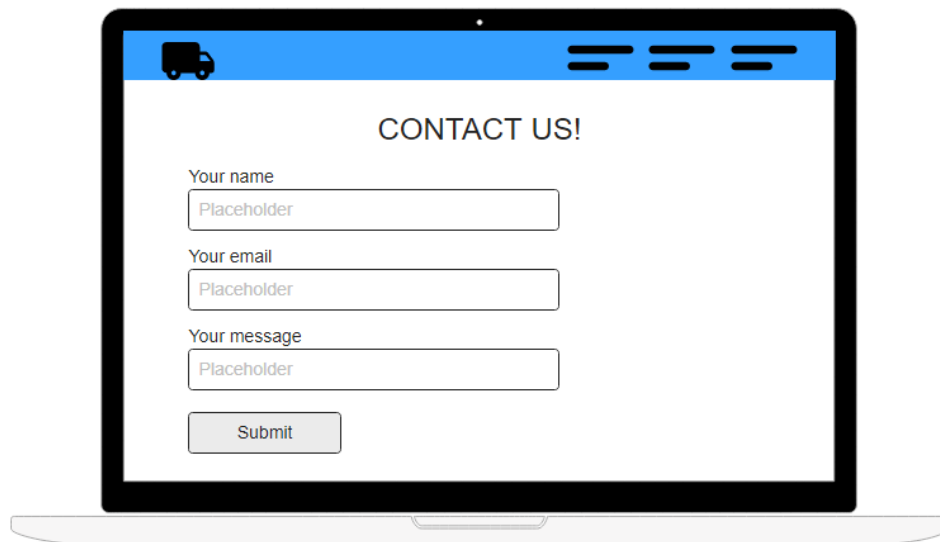 CONTACT US!
Your name
Placeholder
Your email
Placeholder
Your message
Placeholder
Submit